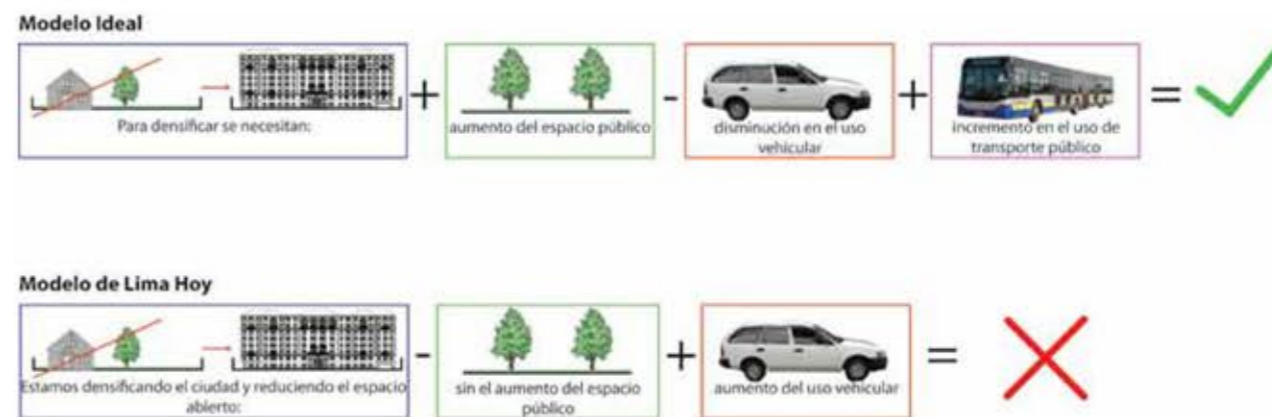 Modelo Ideal
+ - + =
Para densificar se necesitan:
aumento del espacio público
disminución en el uso
vehicular
incremento en el uso de
transporte público
Modelo de Lima Hoy
- + =
Estamos densificando el ciudad y reduciendo el espacio
abierto:
sin el aumento del espacio
público
aumento del uso vehicular